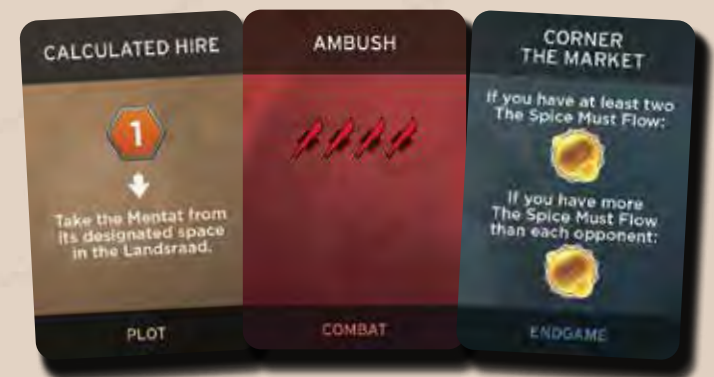 CALCULATED HIRE
1
Take the Mentat from
its designated space
in the Landsraad.
PLOT
AMBUSH
COMBAT
CORNER
THE MARKET
If you have at least two
The Spice Must Flow:
If you have more
The Spice Must Flow
than each opponent:
ENDGAME